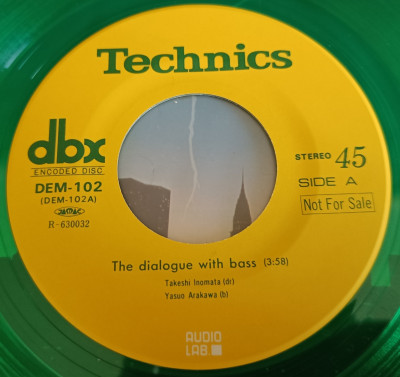 Technics
dbx
ENCODED DISC
DEM-102
(DEM-102A)
R-630032
STEREO 45
SIDE A
Not For Sale
The dialogue with bass (3:58)
Takeshi Inomata (dr)
Yasuo Arakawa (b)
AUDIO
LAB